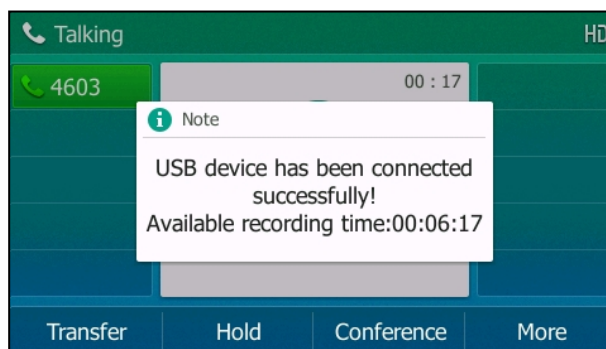 Talking
HD
4603
00 : 17
Note
USB device has been connected
successfully!
Available recording time:00:06:17
Transfer
Hold
Conference
More